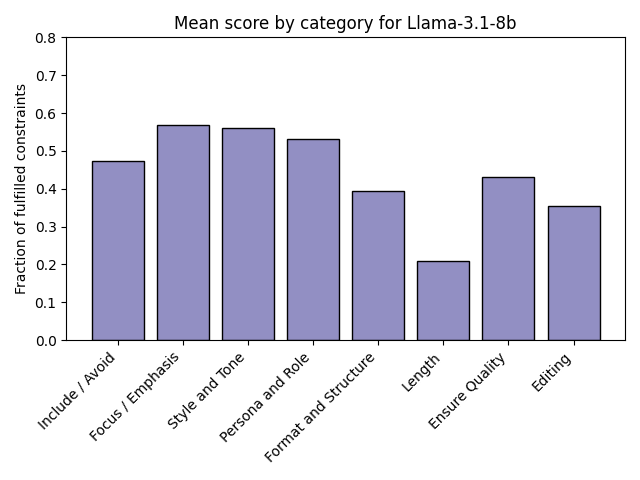 Mean score by category for Llama-3.1-8b
Fraction of fulfilled constraints
0.8
0.7
0.6
0.5
0.4
0.3
0.2
0.1
0.0
Include / Avoid
Focus / Emphasis
Style and Tone
Persona and Role
Format and Structure
Length
Ensure Quality
Editing